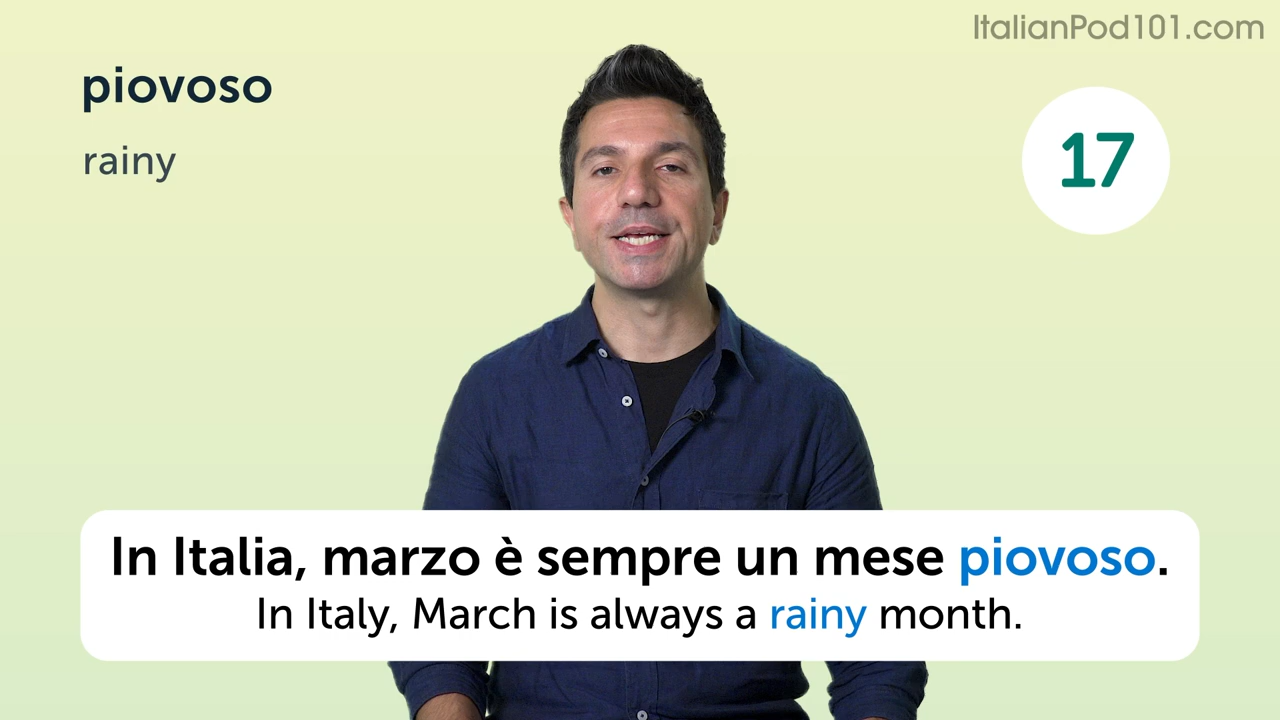 ItalianPod101.com
piovoso
rainy
17
In Italia, marzo è sempre un mese piovoso.
In Italy, March is always a rainy month.